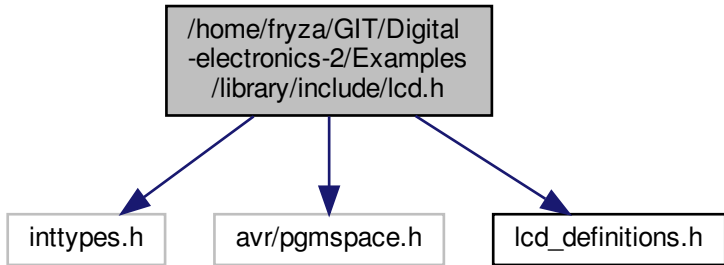 /home/fryza/GIT/Digital
-electronics-2/Examples
/library/include/lcd.h
inttypes.h
avr/pgmspace.h
lcd_definitions.h